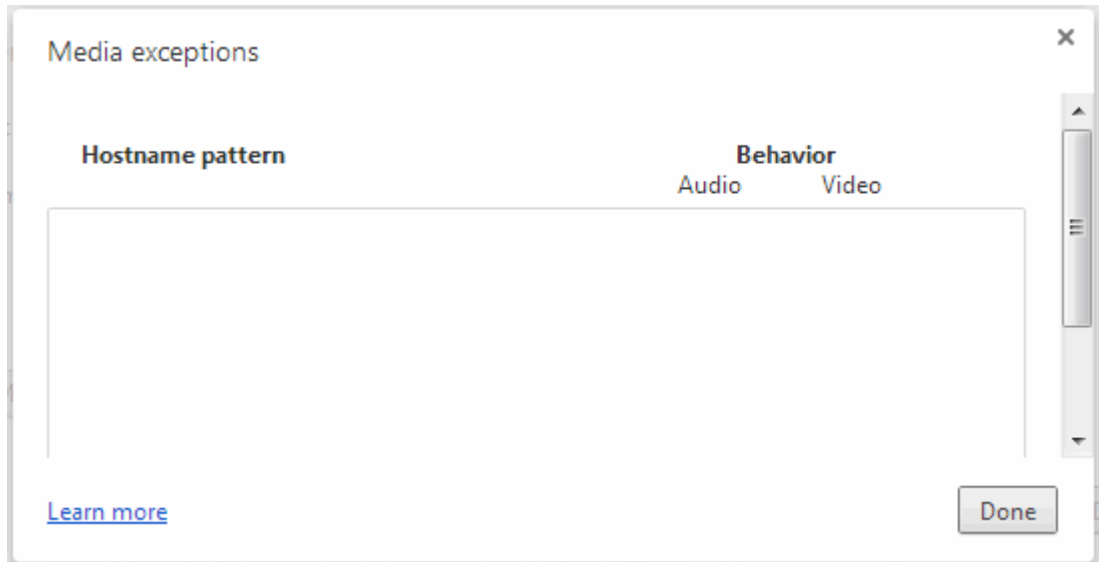 Media exceptions
Hostname pattern
Behavior
Audio Video
Learn more
Done